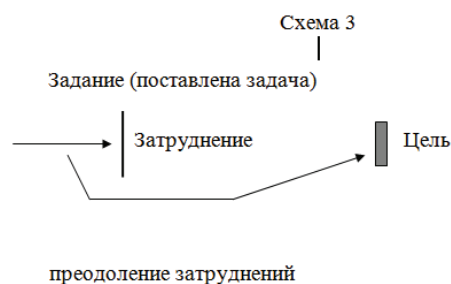 Схема 3
Задание (поставлена задача)
Затруднение
Цель
преодоление затруднений